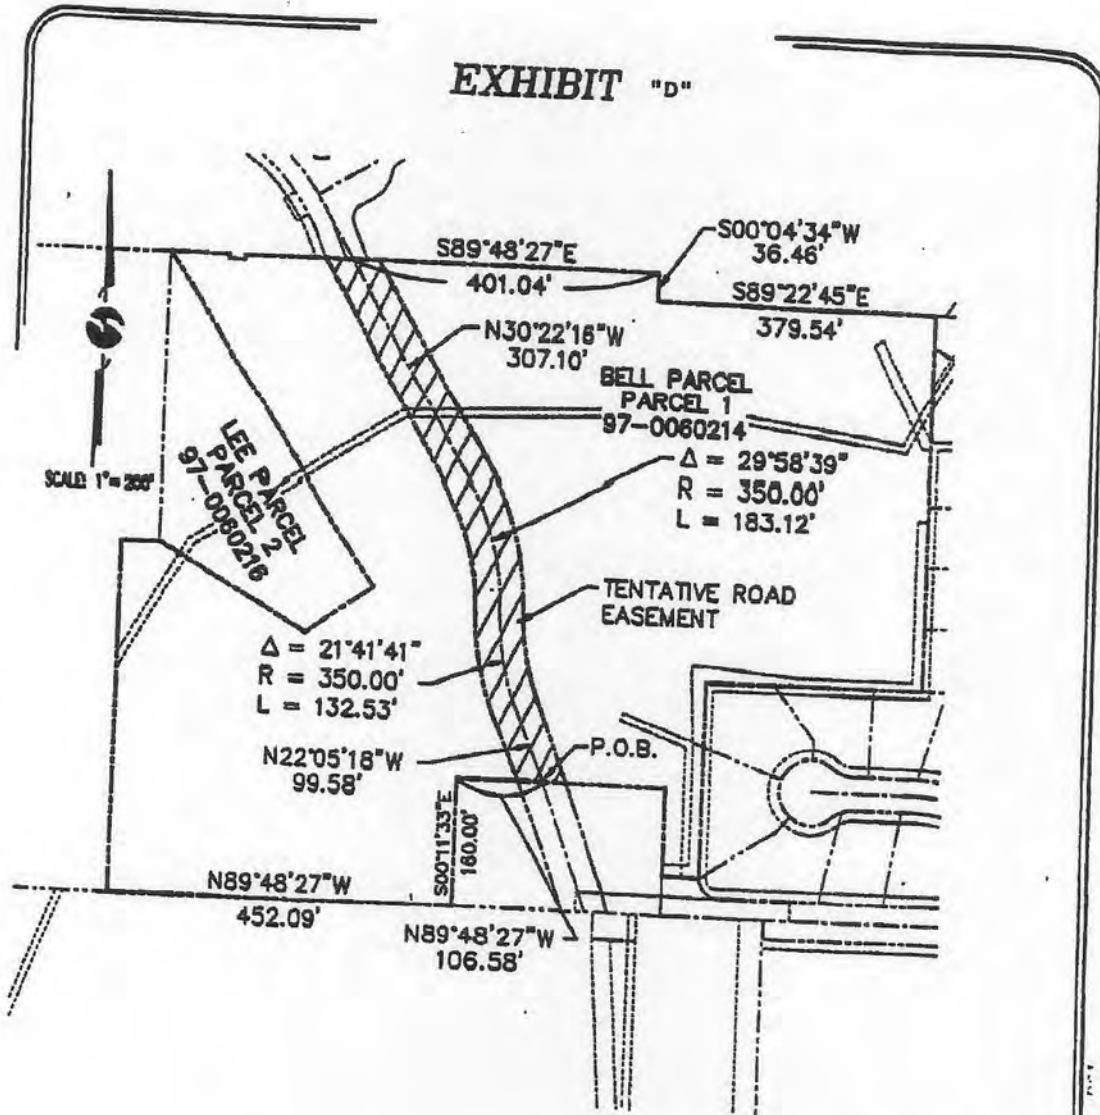 EXHIBIT "D"
S89°48'27"E
401.04'
S00°04'34"W
36.46'
S89°22'45"E
379.54'
N30°22'16"W
307.10'
BELL PARCEL
PARCEL 1
97-0060214
LEE PARCEL
PARCEL 2
97-0060216
SCALE: 1"= 200'
Δ = 29°58'39"
R = 350.00'
L = 183.12'
TENTATIVE ROAD
EASEMENT
Δ = 21°41'41"
R = 350.00'
L = 132.53'
N22°05'18"W
99.58'
P.O.B.
S00°11'33"E
160.00'
N89°48'27"W
452.09'
N89°48'27"W
106.58'